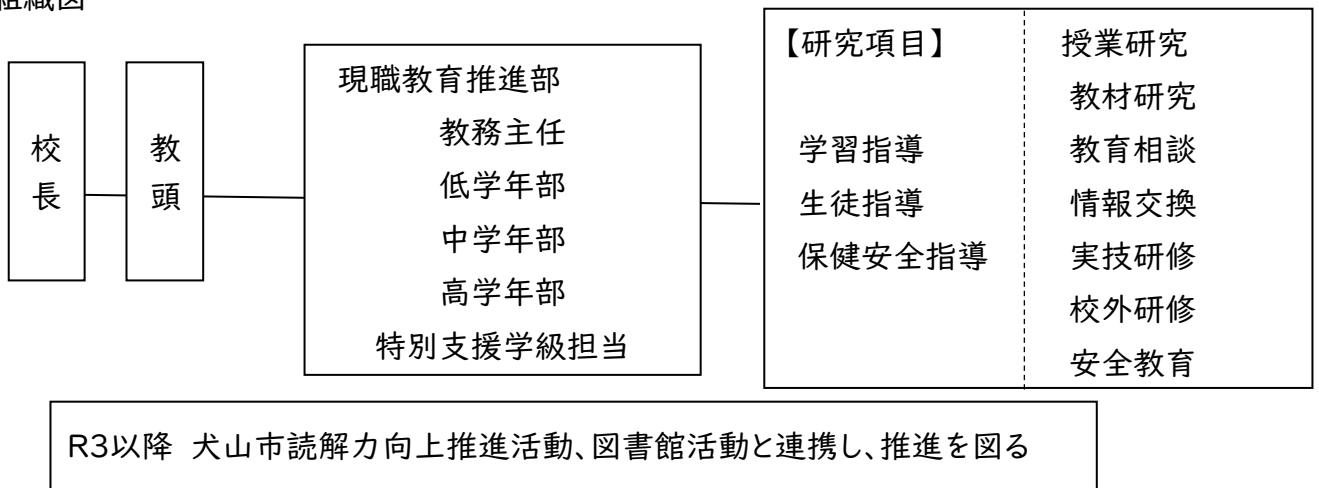 組織図
校長
教頭
現職教育推進部
教務主任
低学年部
中学年部
高学年部
特別支援学級担当
【研究項目】
学習指導
生徒指導
保健安全指導
授業研究
教材研究
教育相談
情報交換
実技研修
校外研修
安全教育
R3以降 犬山市読解力向上推進活動、図書館活動と連携し、推進を図る